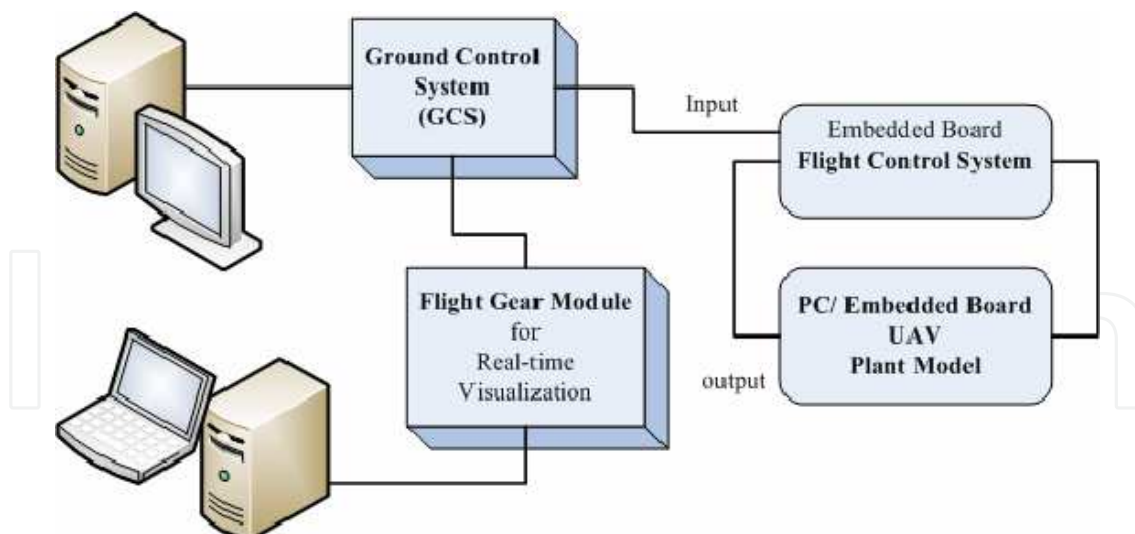 Ground Control
System
(GCS)
Input
Embedded Board
Flight Control System
Flight Gear Module
for
Real-time
Visualization
PC/ Embedded Board
UAV
Plant Model
output